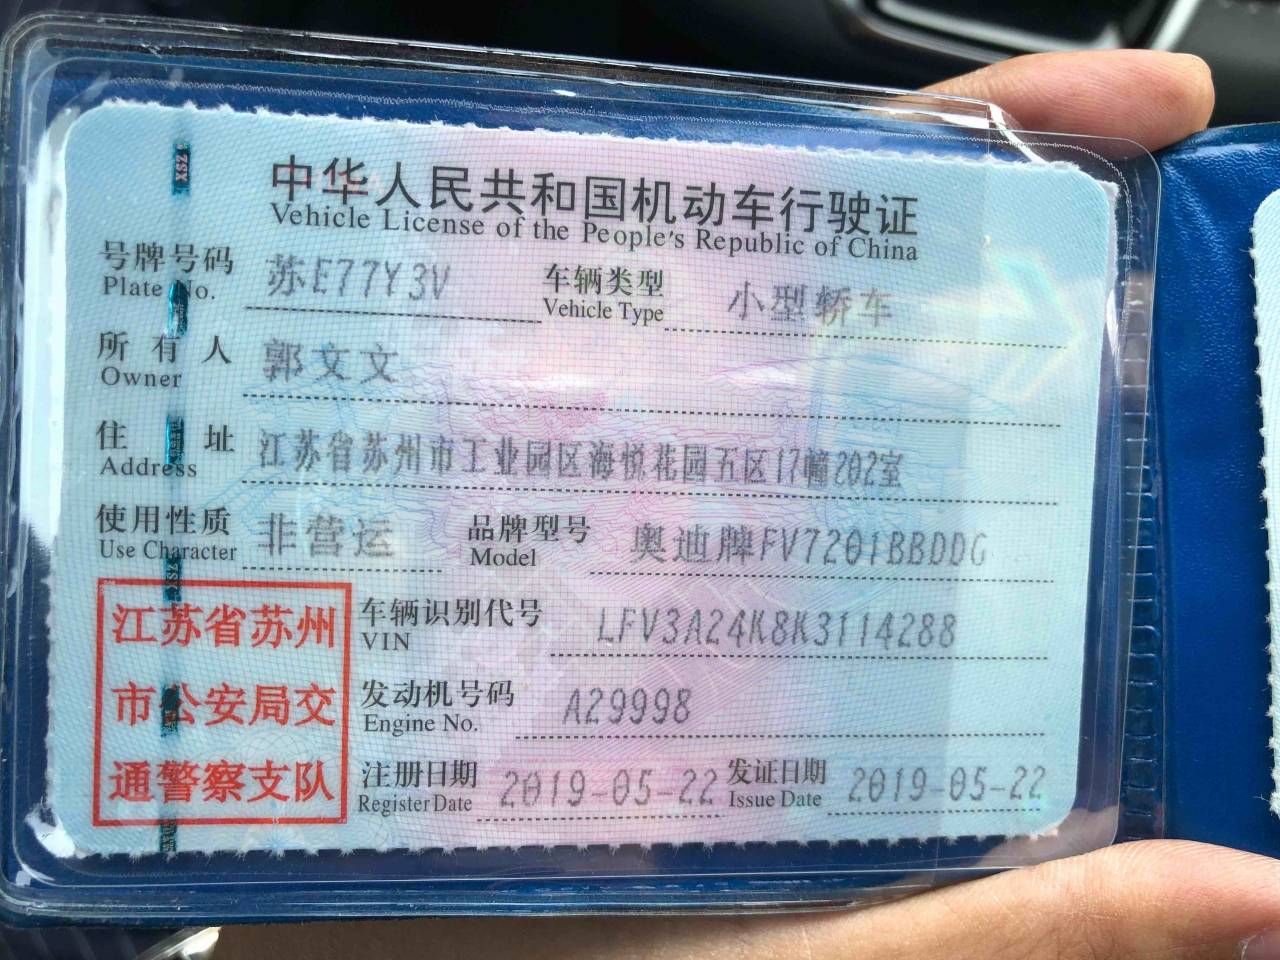 中华人民共和国机动车行驶证
Vehicle License of the People's Republic of China
号牌号码 苏E77Y3V 车辆类型 小型轿车
Plate No. Vehicle Type
所有人 郭文文
Owner
住址 江苏省苏州市工业园区海悦花园五区17幢202室
Address
使用性质 非营运 品牌型号 奥迪牌FV7201BBDDG
Use Character Model
江苏省苏州
市公安局交
通警察支队
车辆识别代号 LFV3A24K8K3114288
VIN
发动机号码 A29998
Engine No.
注册日期 2019-05-22 发证日期 2019-05-22
Register Date Issue Date